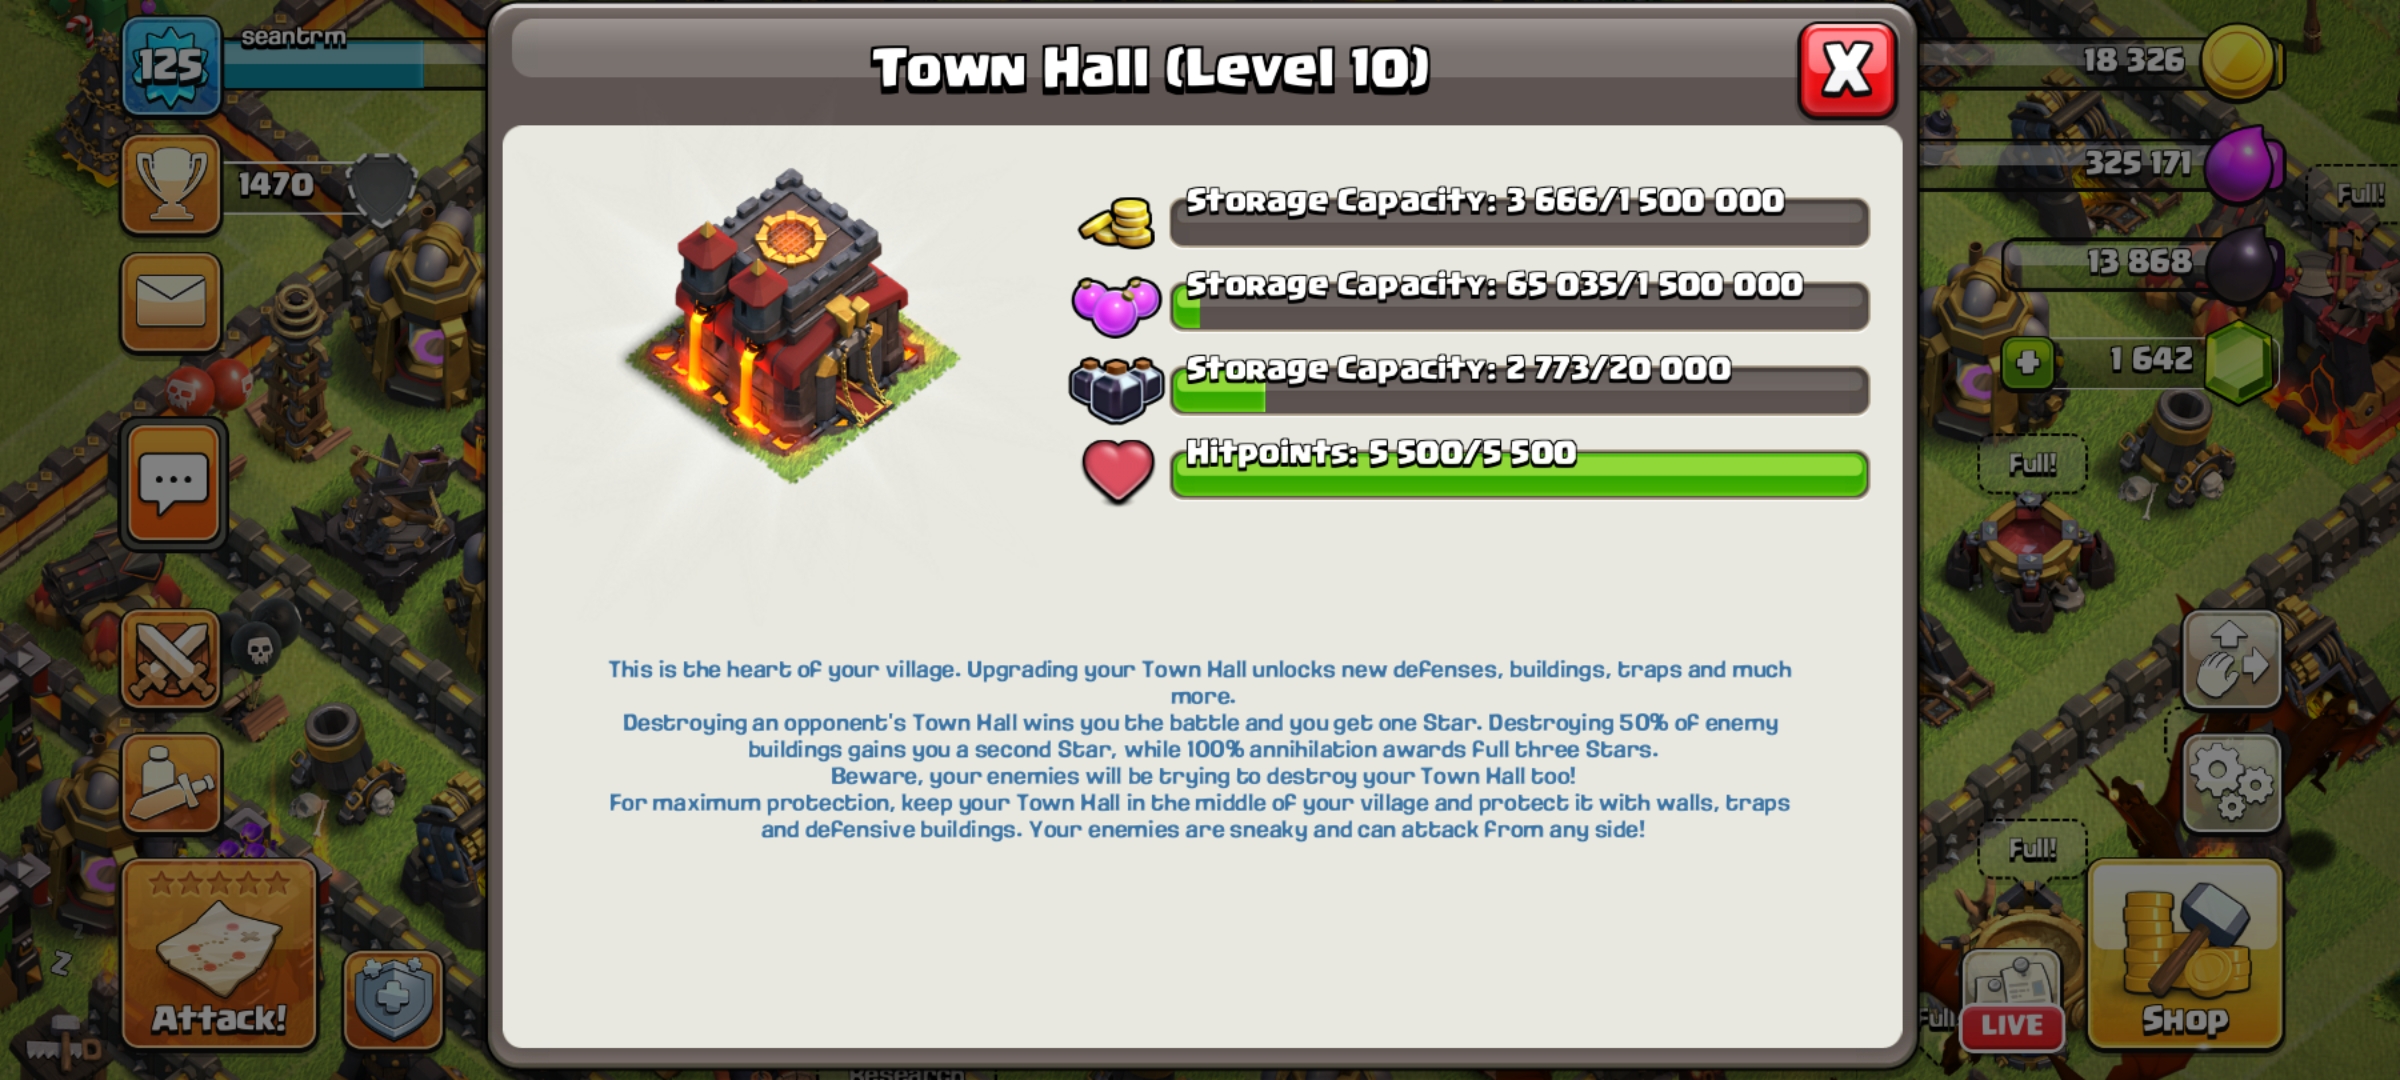 125
seantrm
Town Hall (Level 10)
X
18 326
1470
325 171
Full!
13 868
1 642
Storage Capacity: 3 666/1 500 000
Storage Capacity: 65 035/1 500 000
Storage Capacity: 2 773/20 000
Hitpoints: 5 500/5 500
Full!
This is the heart of your village. Upgrading your Town Hall unlocks new defenses, buildings, traps and much
more.
Destroying an opponent's Town Hall wins you the battle and you get one Star. Destroying 50% of enemy
buildings gains you a second Star, while 100% annihilation awards full three Stars.
Beware, your enemies will be trying to destroy your Town Hall too!
For maximum protection, keep your Town Hall in the middle of your village and protect it with walls, traps
and defensive buildings. Your enemies are sneaky and can attack from any side!
Full!
z
Z
Attack!
Full!
LIVE
Shop
Research